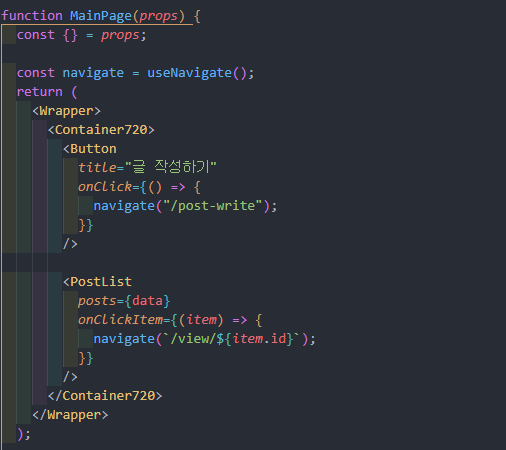 function MainPage(props) {
  const {} = props;

  const navigate = useNavigate();
  return (
    <Wrapper>
      <Container720>
        <Button
          title="글 작성하기"
          onClick={() => {
            navigate("/post-write");
          }}
        />

        <PostList
          posts={data}
          onClickItem={(item) => {
            navigate(`/view/${item.id}`);
          }}
        />
      </Container720>
    </Wrapper>
  );